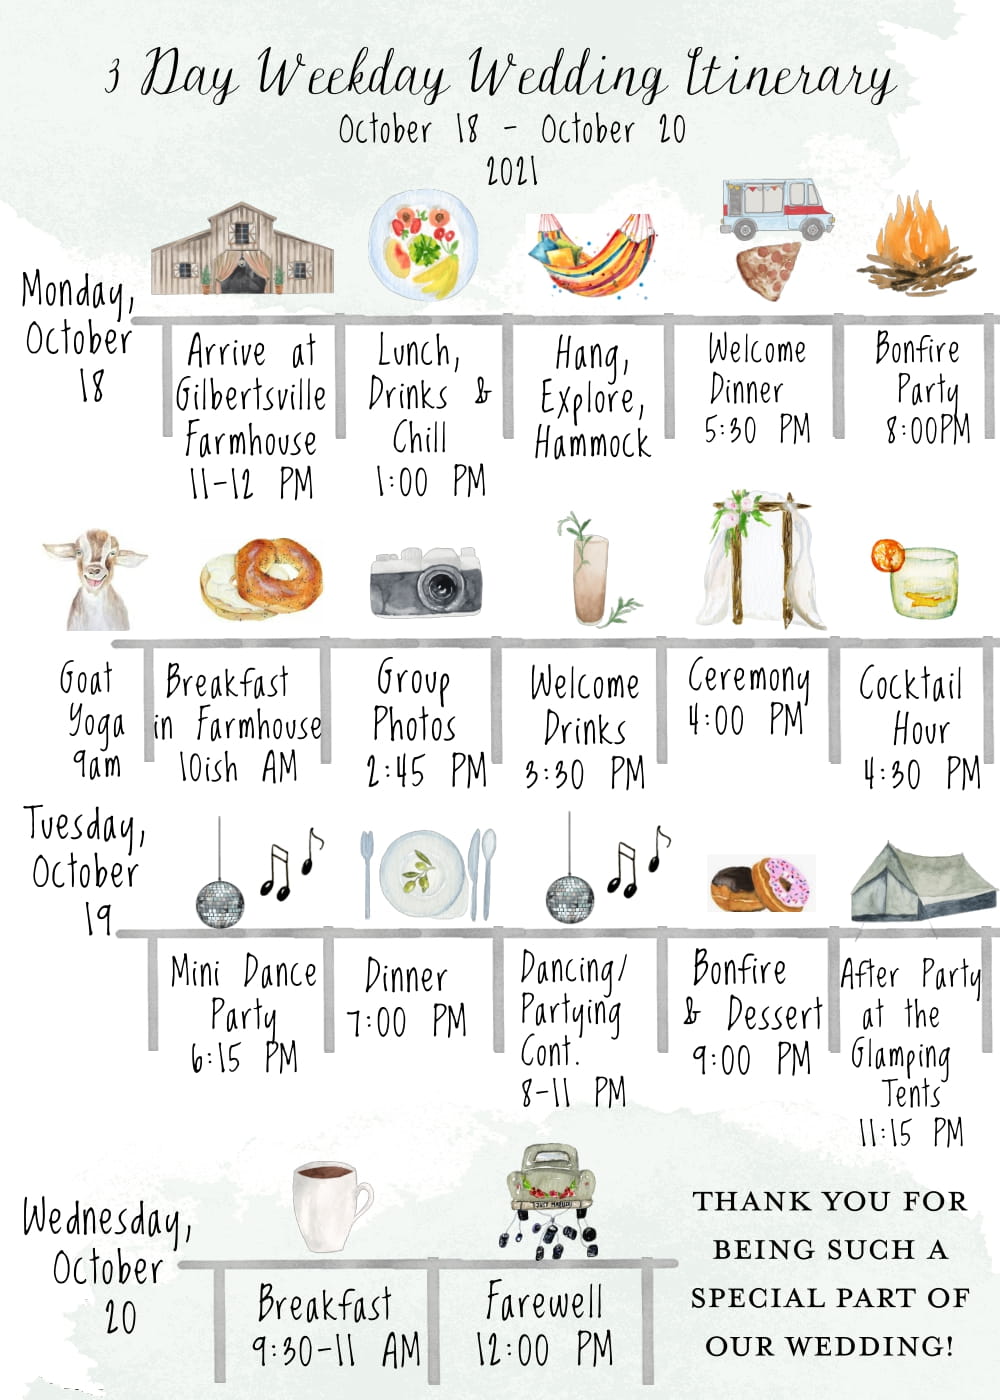 3 Day Weekday Wedding Itinerary
October 18 - October 20
2021
Monday,
October
18
Arrive at
Gilbertsville
Farmhouse
11-12 PM
Lunch,
Drinks &
Chill
1:00 PM
Hang,
Explore,
Hammock
Welcome
Dinner
5:30 PM
Bonfire
Party
8:00PM
Goat
Yoga
9am
Breakfast
in Farmhouse
10ish AM
Group
Photos
2:45 PM
Welcome
Drinks
3:30 PM
Ceremony
4:00 PM
Cocktail
Hour
4:30 PM
Tuesday,
October
19
Mini Dance
Party
6:15 PM
Dinner
7:00 PM
Dancing/
Partying
Cont.
8-11 PM
Bonfire
& Dessert
9:00 PM
After Party
at the
Glamping
Tents
11:15 PM
Wednesday,
October
20
JUST MARRIED
Breakfast
9:30-11 AM
Farewell
12:00 PM
THANK YOU FOR
BEING SUCH A
SPECIAL PART OF
OUR WEDDING!